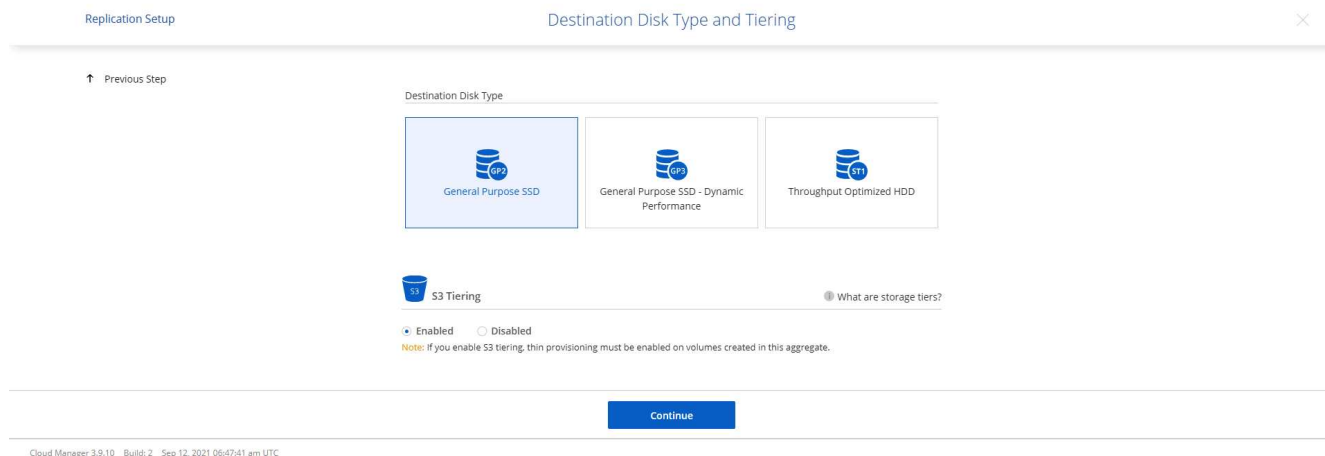 Replication Setup
Destination Disk Type and Tiering
↑ Previous Step
Destination Disk Type
GP2
General Purpose SSD
GP3
General Purpose SSD - Dynamic
Performance
ST1
Throughput Optimized HDD
S3
S3 Tiering
i What are storage tiers?
Enabled
Disabled
Note: If you enable S3 tiering, thin provisioning must be enabled on volumes created in this aggregate.
Continue
Cloud Manager 3.9.10 Build: 2 Sep 12, 2021 06:47:41 am UTC